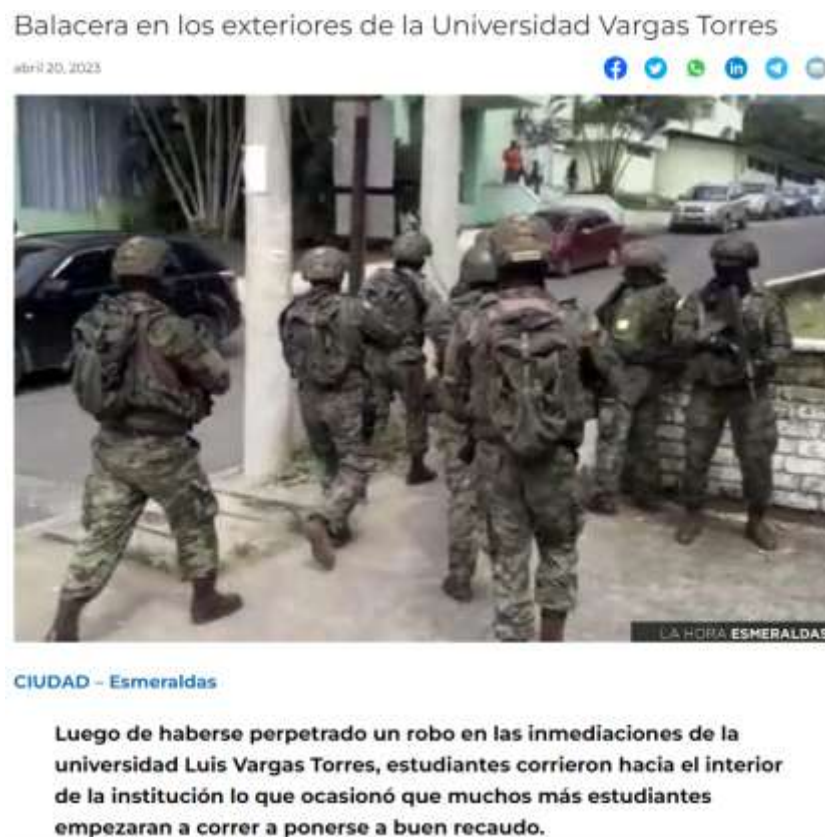 Balacera en los exteriores de la Universidad Vargas Torres
abril 20, 2023
LA HORA ESMERALDAS
CIUDAD – Esmeraldas
Luego de haberse perpetrado un robo en las inmediaciones de la
universidad Luis Vargas Torres, estudiantes corrieron hacia el interior
de la institución lo que ocasionó que muchos más estudiantes
empezaran a correr a ponerse a buen recaudo.